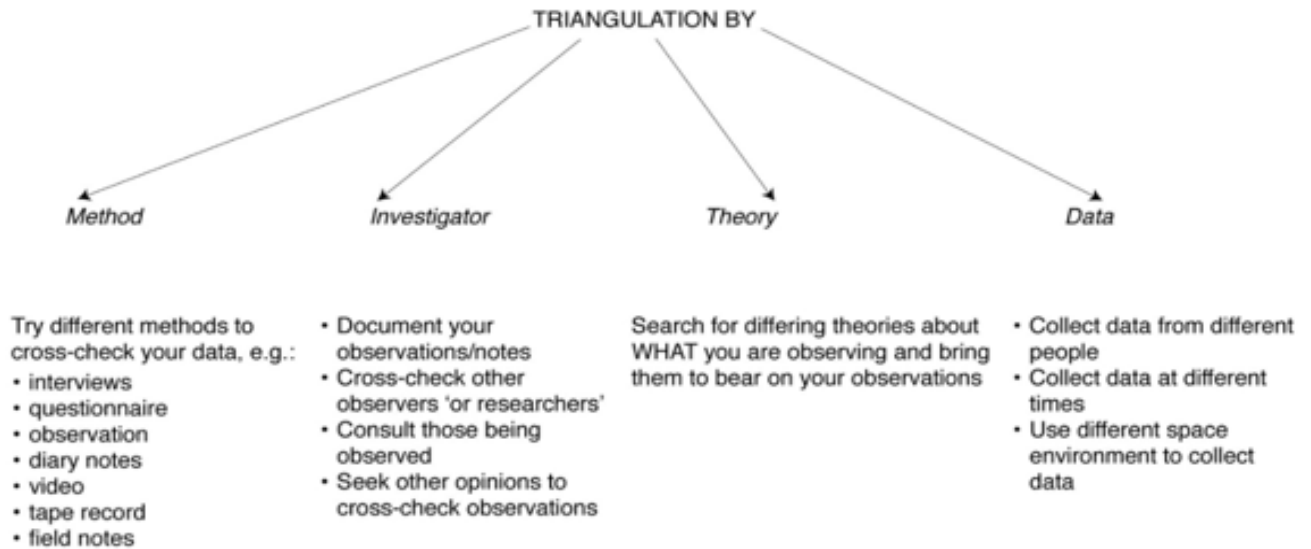 TRIANGULATION BY
Method
Investigator
Theory
Data
Try different methods to
cross-check your data, e.g.:
• interviews
• questionnaire
• observation
• diary notes
• video
• tape record
• field notes
• Document your
observations/notes
• Cross-check other
observers ‘or researchers’
• Consult those being
observed
• Seek other opinions to
cross-check observations
Search for differing theories about
WHAT you are observing and bring
them to bear on your observations
• Collect data from different
people
• Collect data at different
times
• Use different space
environment to collect
data